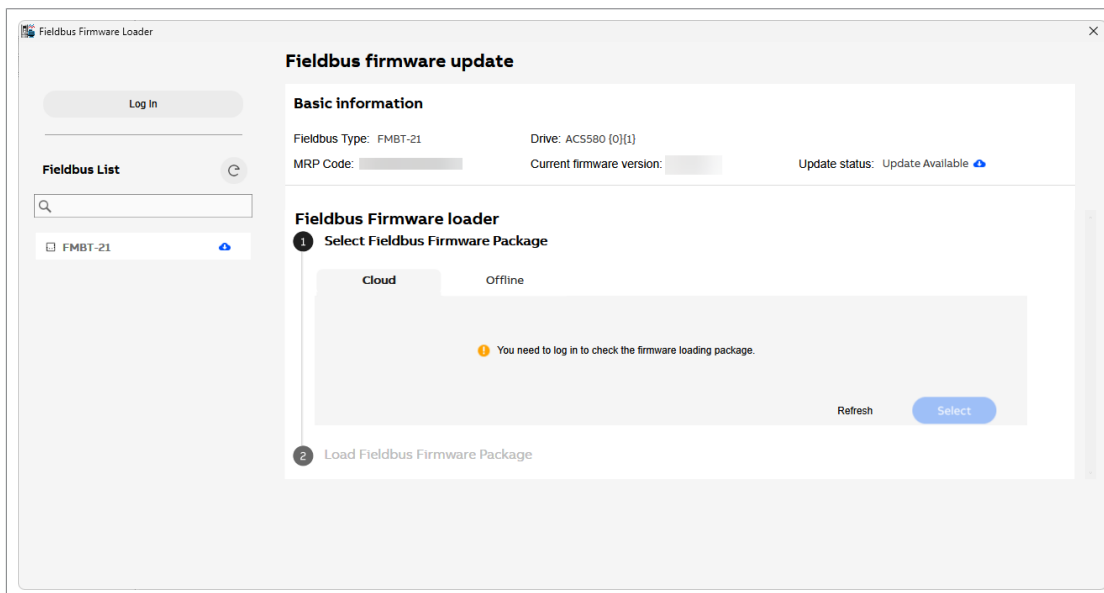 Fieldbus Firmware Loader
Log In
Fieldbus List
FMBT-21
Fieldbus firmware update
Basic information
Fieldbus Type: FMBT-21 Drive: ACS580 {0}{1}
MRP Code: Current firmware version: Update status: Update Available
Fieldbus Firmware loader
1 Select Fieldbus Firmware Package
Cloud Offline
You need to log in to check the firmware loading package.
Refresh Select
2 Load Fieldbus Firmware Package